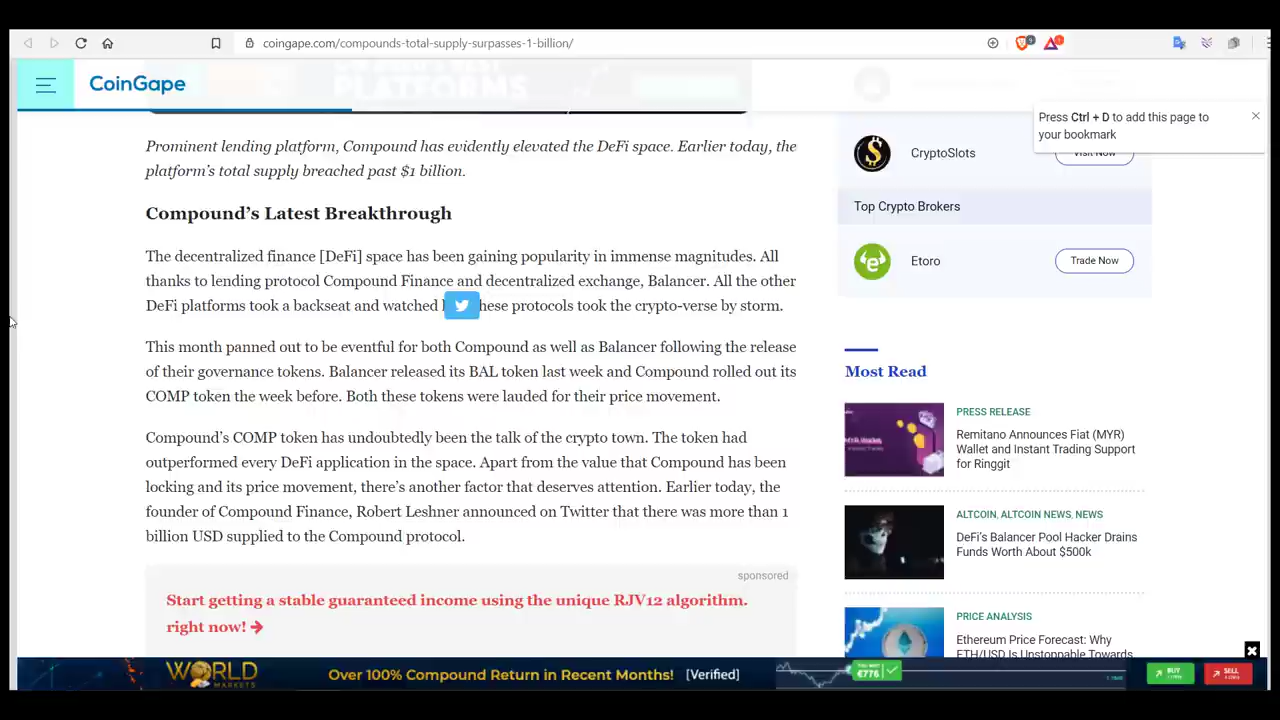 coingape.com/compounds-total-supply-surpasses-1-billion/
CoinGape
PLATFORMS
Press Ctrl + D to add this page to
your bookmark
Prominent lending platform, Compound has evidently elevated the DeFi space. Earlier today, the
platform's total supply breached past $1 billion.
Compound's Latest Breakthrough
The decentralized finance [DeFi] space has been gaining popularity in immense magnitudes. All
thanks to lending protocol Compound Finance and decentralized exchange, Balancer. All the other
DeFi platforms took a backseat and watched these protocols took the crypto-verse by storm.
This month panned out to be eventful for both Compound as well as Balancer following the release
of their governance tokens. Balancer released its BAL token last week and Compound rolled out its
COMP token the week before. Both these tokens were lauded for their price movement.
Compound's COMP token has undoubtedly been the talk of the crypto town. The token had
outperformed every DeFi application in the space. Apart from the value that Compound has been
locking and its price movement, there's another factor that deserves attention. Earlier today, the
founder of Compound Finance, Robert Leshner announced on Twitter that there was more than 1
billion USD supplied to the Compound protocol.
sponsored
Start getting a stable guaranteed income using the unique RJV12 algorithm.
right now!
CryptoSlots
Visit Now
Top Crypto Brokers
Etoro
Trade Now
Most Read
PRESS RELEASE
Remitano Announces Fiat (MYR)
Wallet and Instant Trading Support
for Ringgit
ALTCOIN, ALTCOIN NEWS, NEWS
DeFi's Balancer Pool Hacker Drains
Funds Worth About $500k
PRICE ANALYSIS
Ethereum Price Forecast: Why
ETH/USD Is Unstoppable Towards
WORLD
MARKETS
Over 100% Compound Return in Recent Months! [Verified]
€776
BUY
SELL